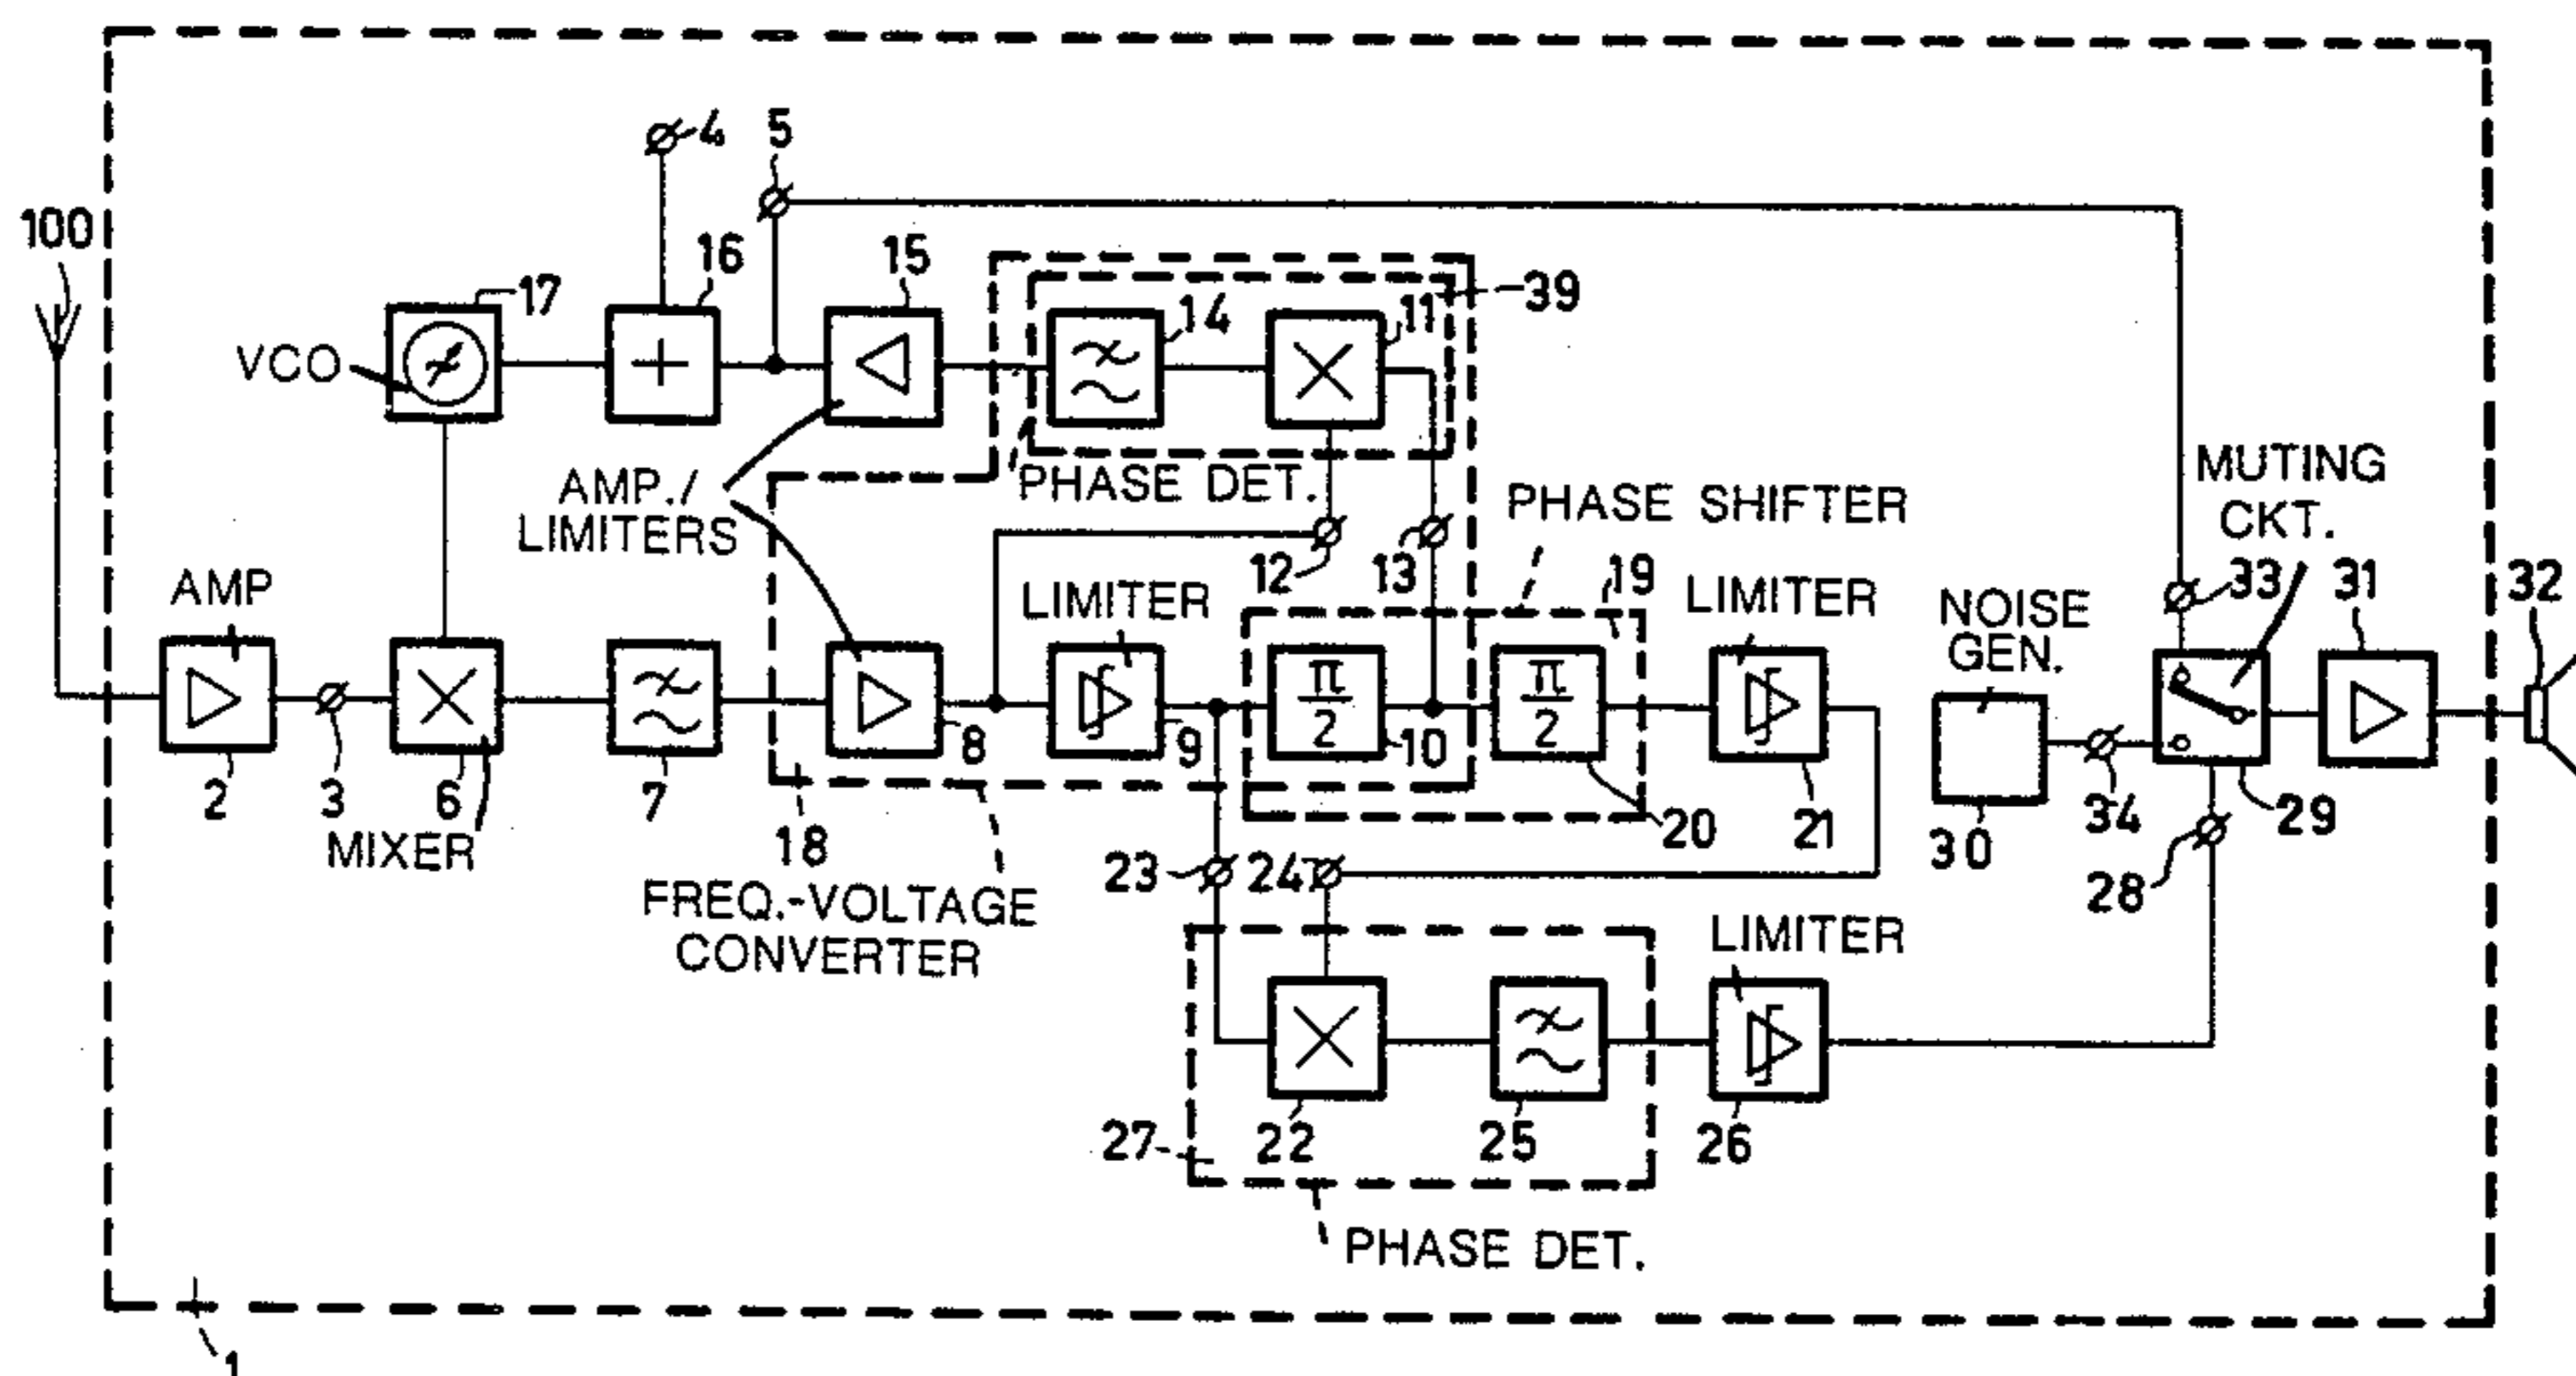 4
5
100
17
16
15
14
11
39
VCO
AMP./
LIMITERS
PHASE DET.
PHASE SHIFTER
MUTING
CKT.
12
13
19
33
31
32
AMP
LIMITER
LIMITER
NOISE
GEN.
π
2
π
2
2
3
6
7
8
9
10
MIXER
18
20
21
30
34
29
28
23
24
FREQ.-VOLTAGE
CONVERTER
LIMITER
27
22
25
26
PHASE DET.
1